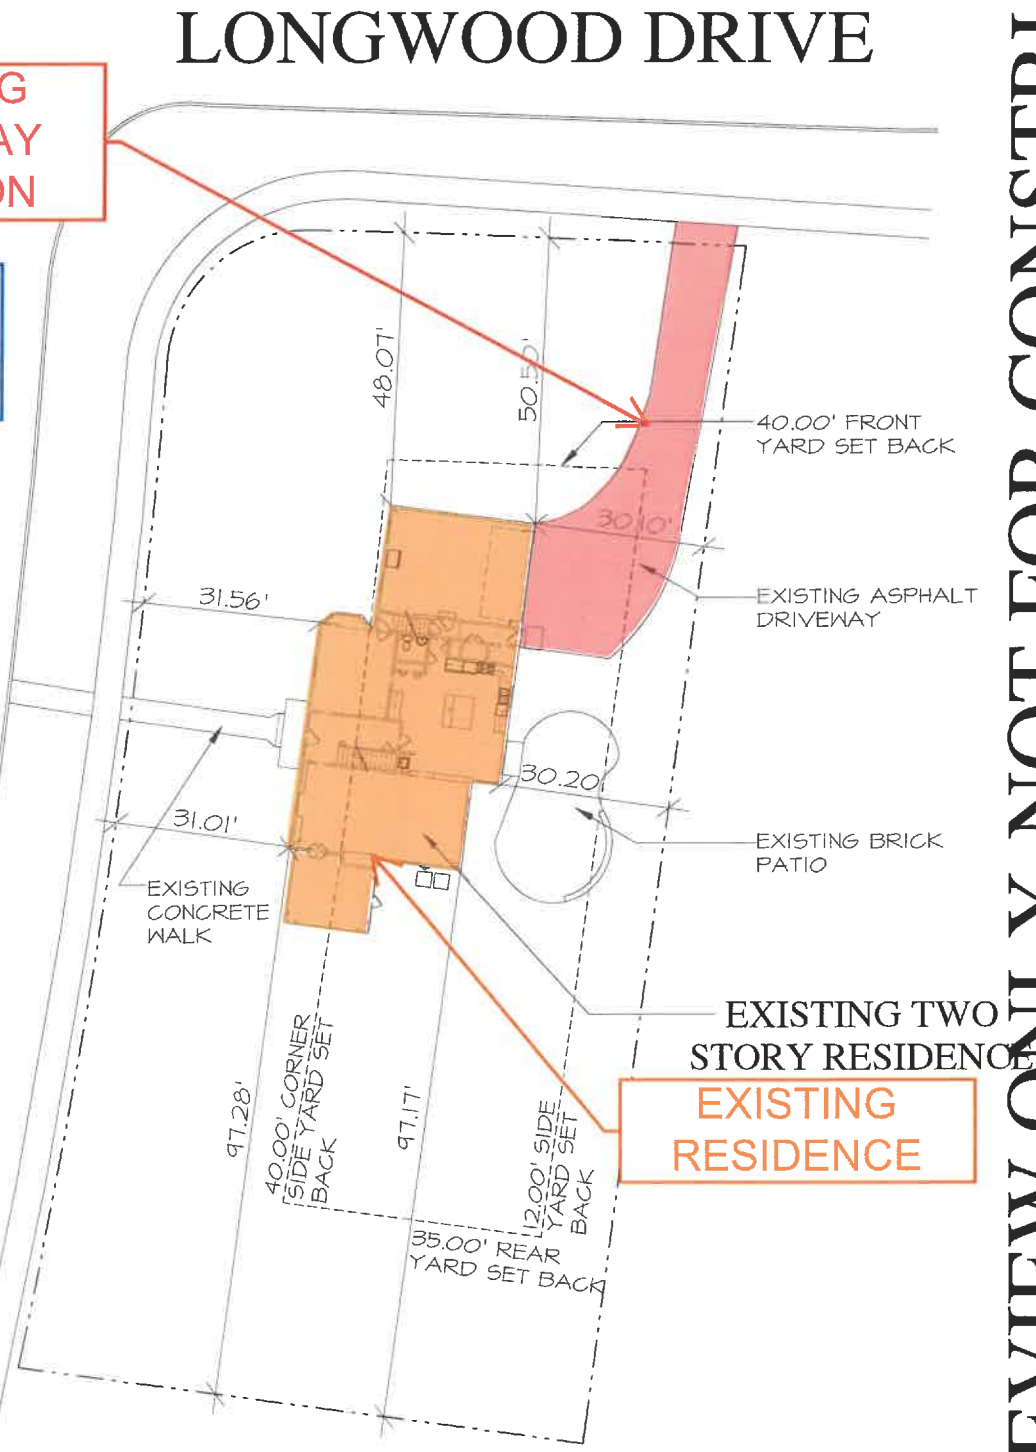 LONGWOOD DRIVE
48.07'
50.50'
40.00' FRONT
YARD SET BACK
30.10'
31.56'
EXISTING ASPHALT
DRIVEWAY
30.20
31.01'
EXISTING BRICK
PATIO
EXISTING
CONCRETE
WALK
EXISTING TWO
STORY RESIDENCE
EXISTING
RESIDENCE
97.28'
40.00' CORNER
SIDE YARD SET
BACK
97.17'
12.00' SIDE
YARD SET
BACK
35.00' REAR
YARD SET BACK
ONLY NOT FOR